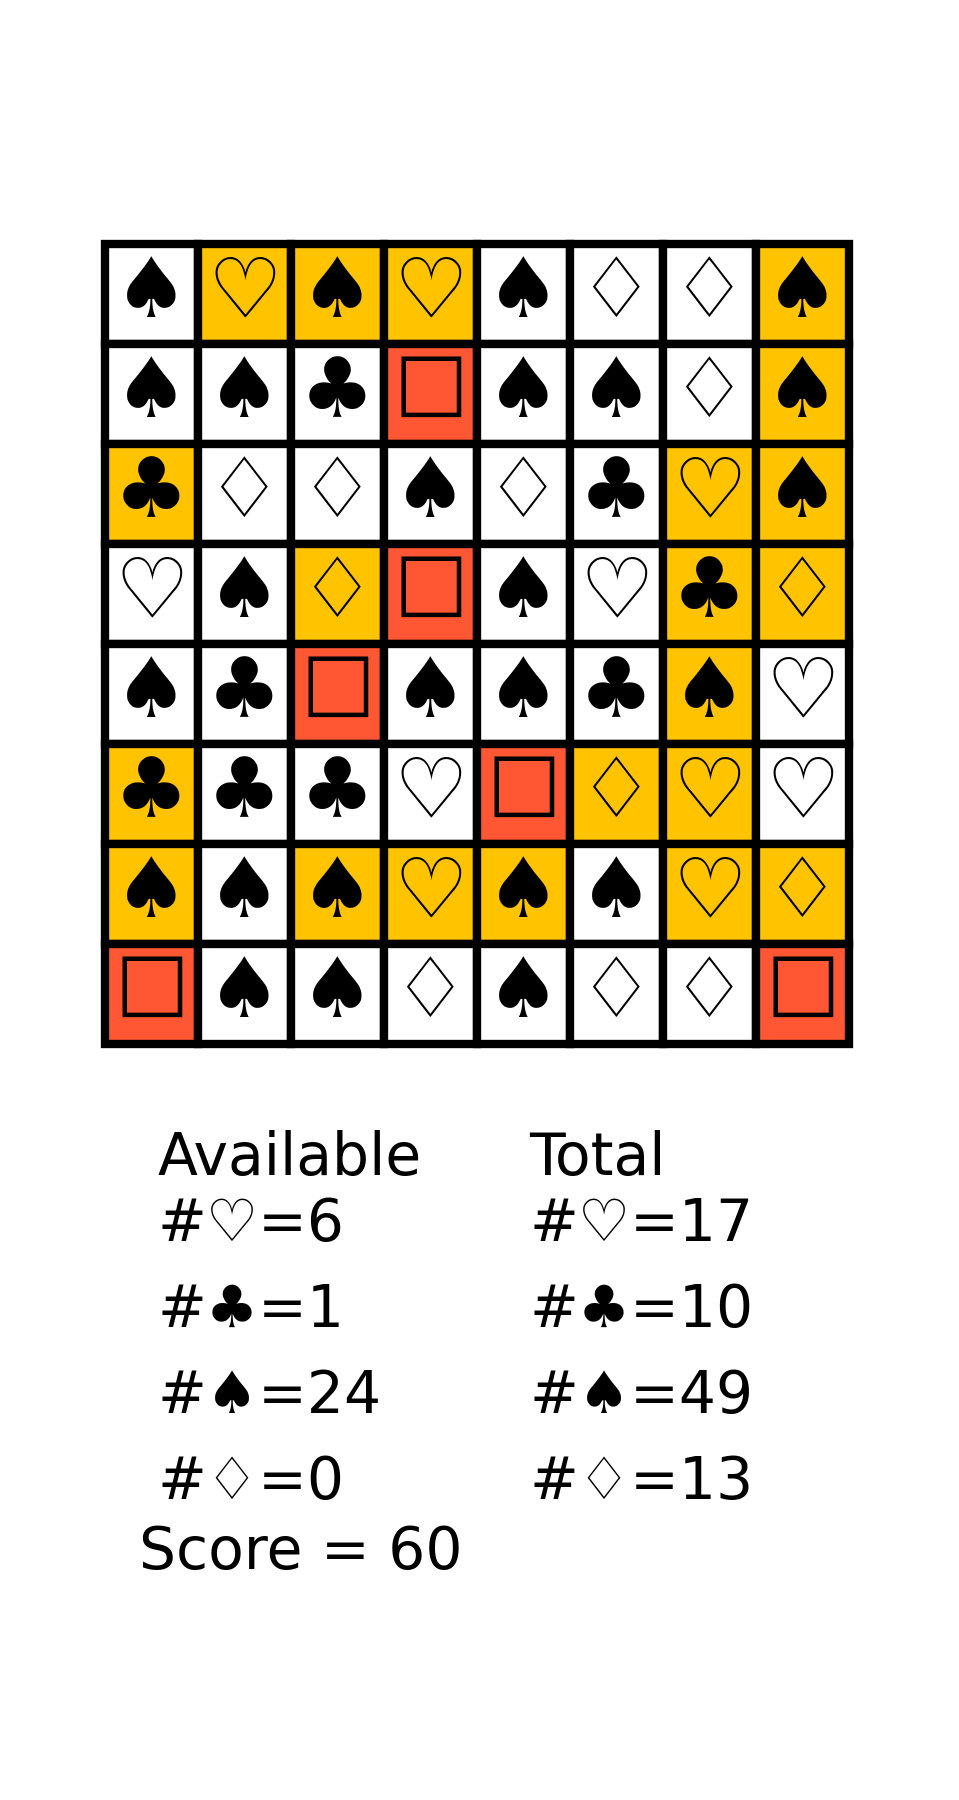 ♠ ♡ ♠ ♡ ♠ ♢ ♢ ♠
♠ ♠ ♣ □ ♠ ♠ ♢ ♠
♣ ♢ ♢ ♠ ♢ ♣ ♡ ♠
♡ ♠ ♢ □ ♠ ♡ ♣ ♢
♠ ♣ □ ♠ ♠ ♣ ♠ ♡
♣ ♣ ♣ ♡ □ ♢ ♡ ♡
♠ ♠ ♠ ♡ ♠ ♠ ♡ ♢
□ ♠ ♠ ♢ ♠ ♢ ♢ □
Available Total
#♡=6 #♡=17
#♣=1 #♣=10
#♠=24 #♠=49
#♢=0 #♢=13
Score = 60